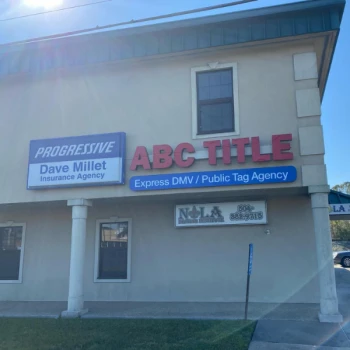 PROGRESSIVE
Dave Millet
Insurance Agency
ABC TITLE
Express DMV / Public Tag Agency
NOLA